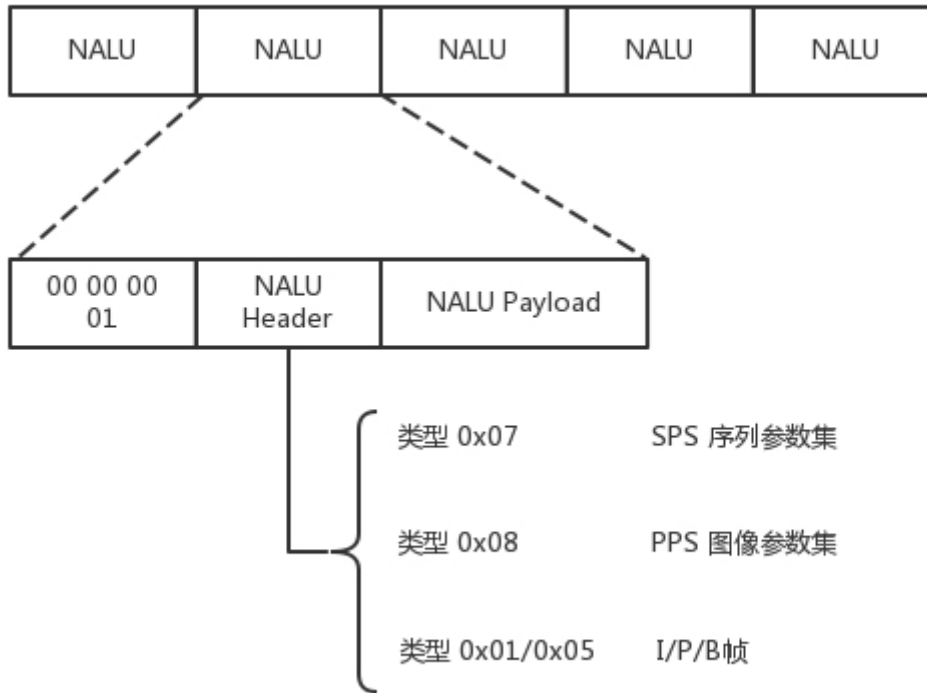 NALU NALU NALU NALU NALU
00 00 00
01
NALU
Header
NALU Payload
类型 0x07 SPS 序列参数集
类型 0x08 PPS 图像参数集
类型 0x01/0x05 I/P/B帧